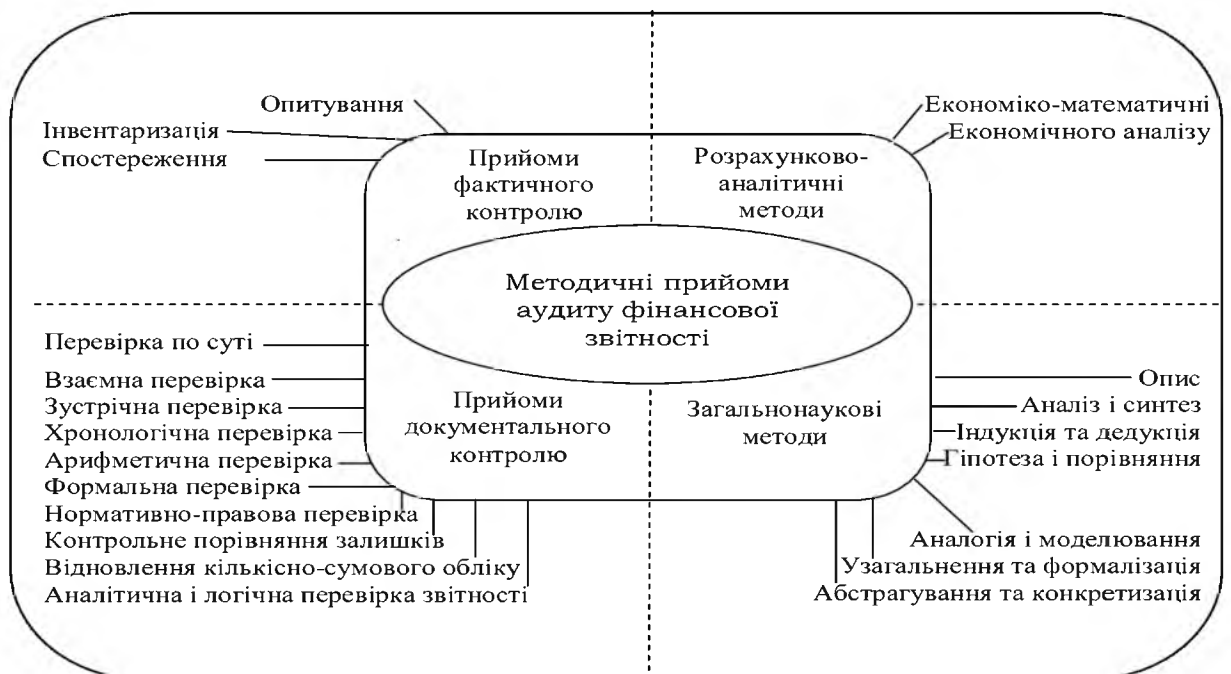 Опитування
Інвентаризація
Спостереження
Економіко-математичні
Економічного аналізу
Прийоми
фактичного
контролю
Розрахунково-
аналітичні
методи
Методичні прийоми
аудиту фінансової
звітності
Перевірка по суті
Взаємна перевірка
Зустрічна перевірка
Хронологічна перевірка
Арифметична перевірка
Формальна перевірка
Нормативно-правова перевірка
Контрольне порівняння залишків
Відновлення кількісно-сумового обліку
Аналітична і логічна перевірка звітності
Прийоми
документального
контролю
Загальнонаукові
методи
Опис
Аналіз і синтез
Індукція та дедукція
Гіпотеза і порівняння
Аналогія і моделювання
Узагальнення та формалізація
Абстрагування та конкретизація